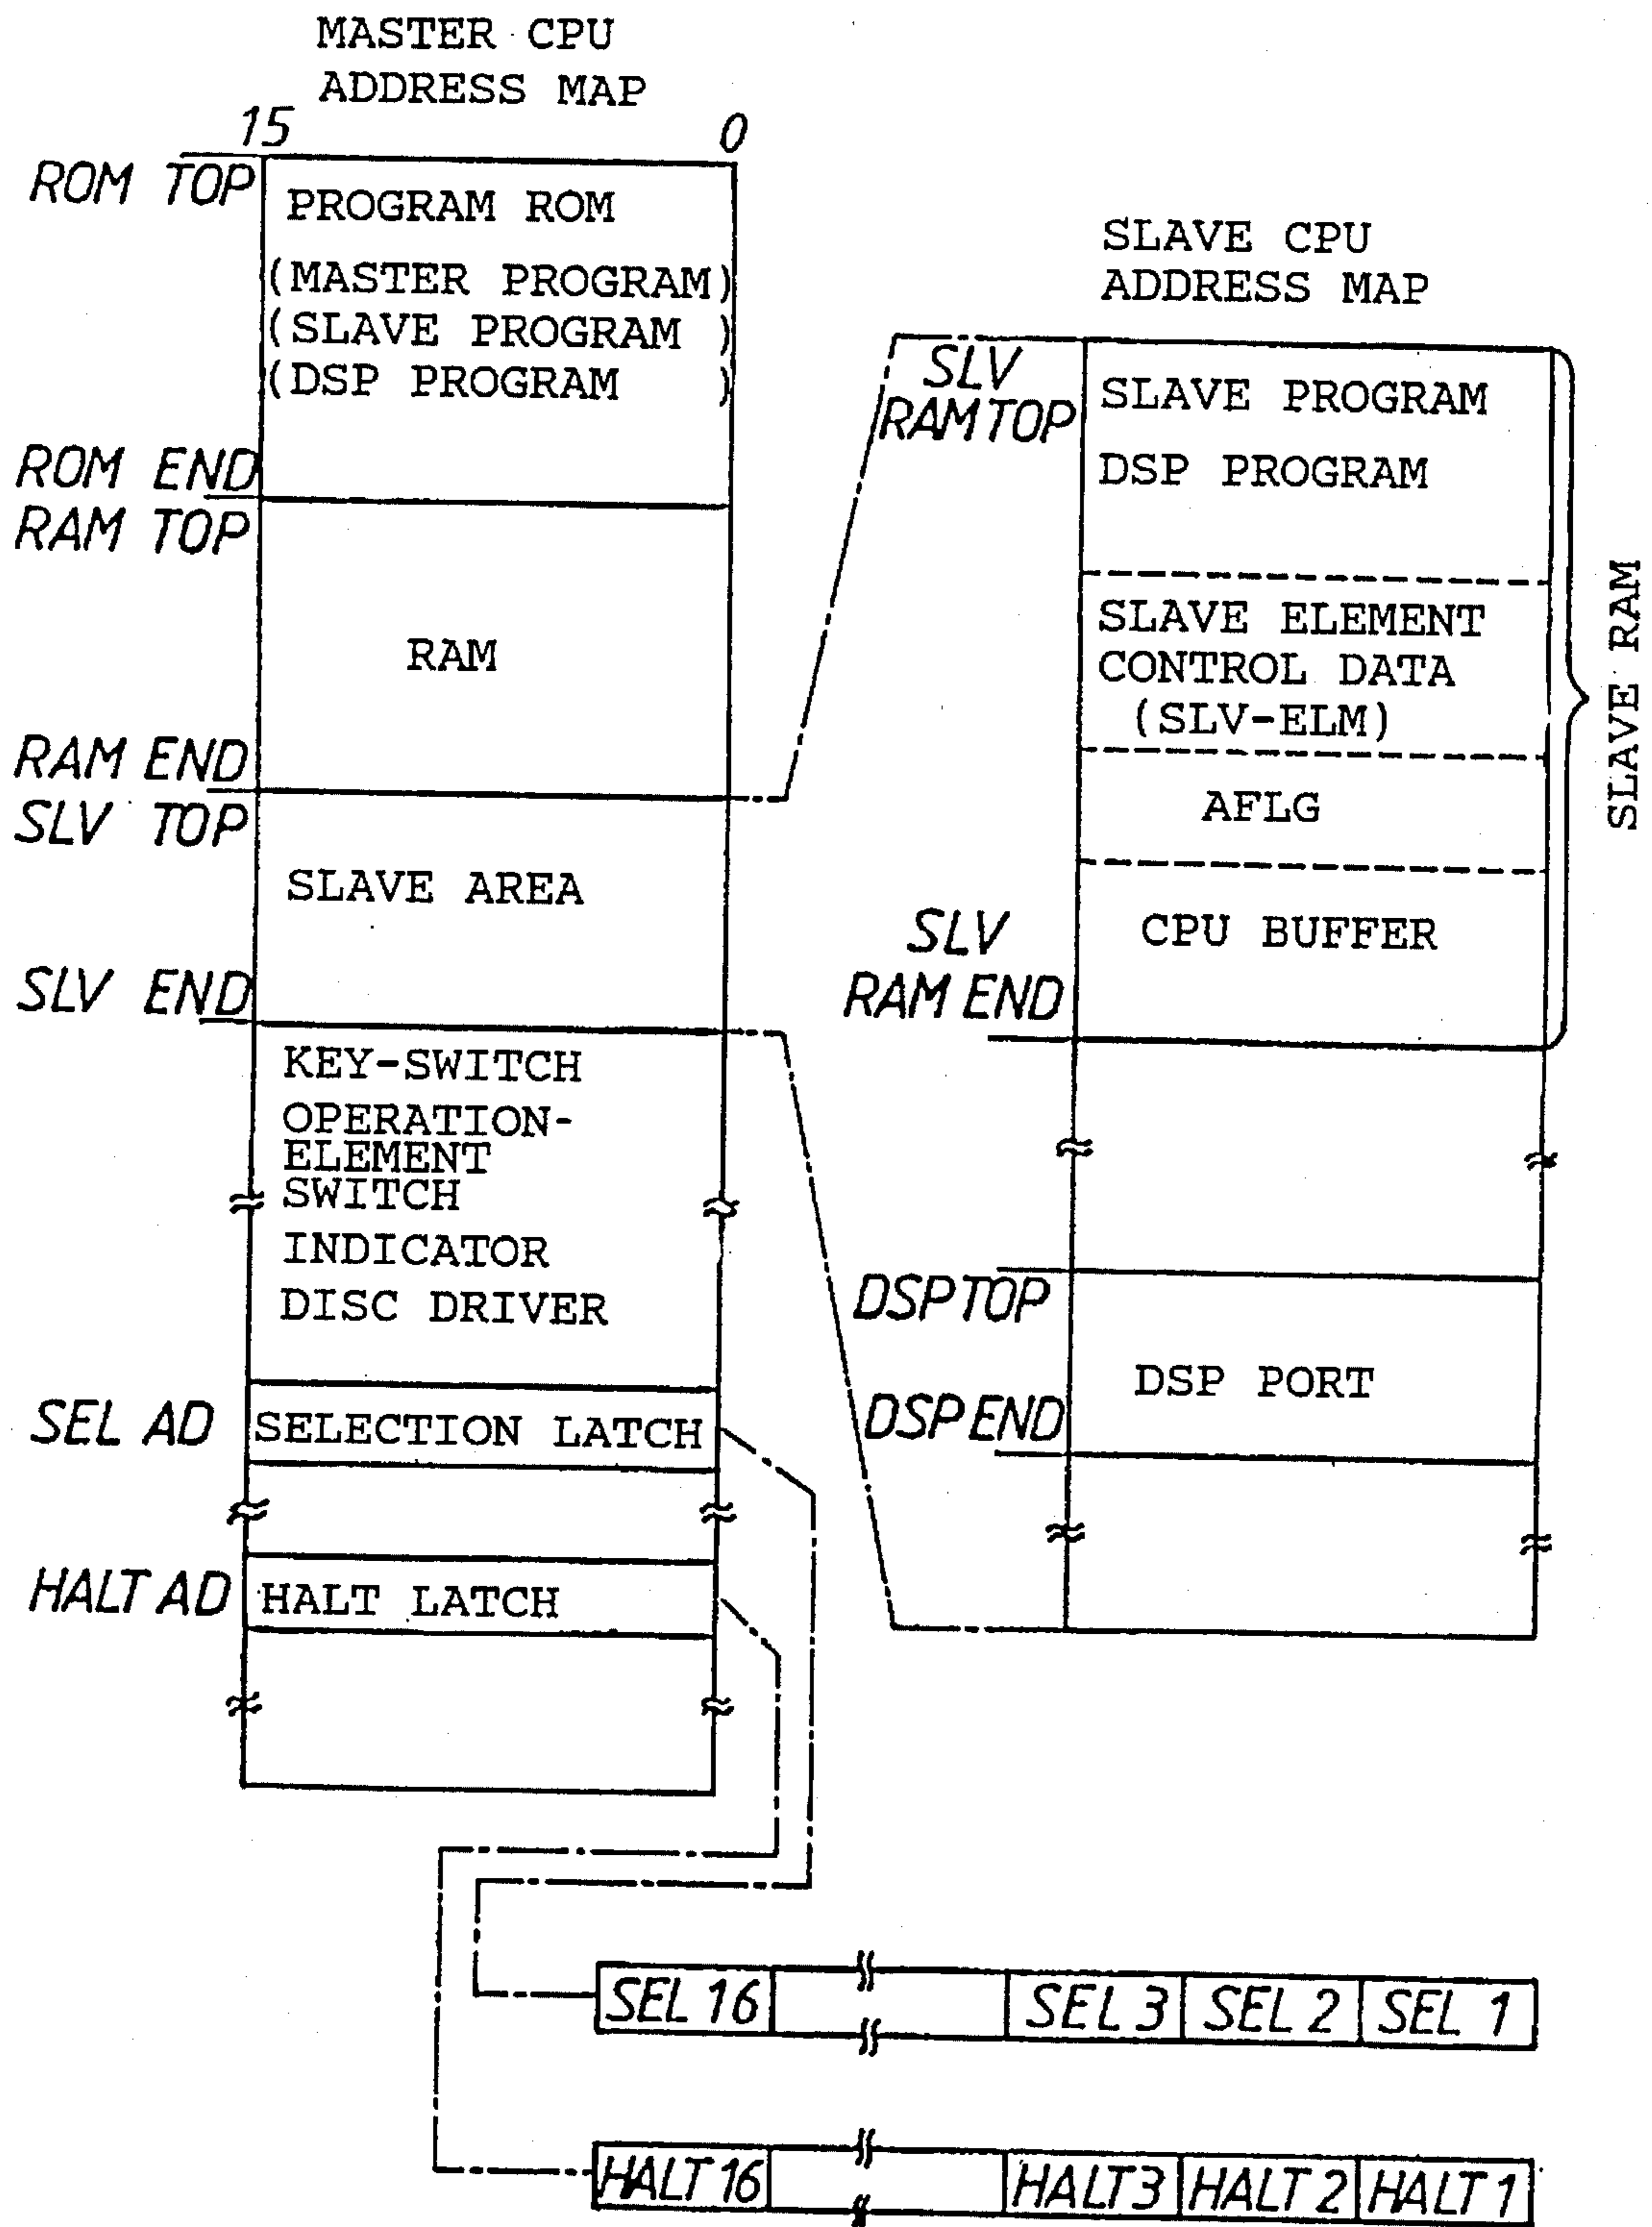 MASTER CPU
ADDRESS MAP
15 0
ROM TOP
PROGRAM ROM
(MASTER PROGRAM)
(SLAVE PROGRAM )
(DSP PROGRAM )
ROM END
RAM TOP
RAM
RAM END
SLV TOP
SLAVE AREA
SLV END
KEY-SWITCH
OPERATION-
ELEMENT
SWITCH
INDICATOR
DISC DRIVER
SEL AD
SELECTION LATCH
HALT AD
HALT LATCH
SLAVE CPU
ADDRESS MAP
SLV
RAM TOP
SLAVE PROGRAM
DSP PROGRAM
SLAVE ELEMENT
CONTROL DATA
(SLV-ELM)
AFLG
CPU BUFFER
SLV
RAM END
SLAVE RAM
DSP TOP
DSP PORT
DSP END
SEL 16 SEL 3 SEL 2 SEL 1
HALT 16 HALT 3 HALT 2 HALT 1